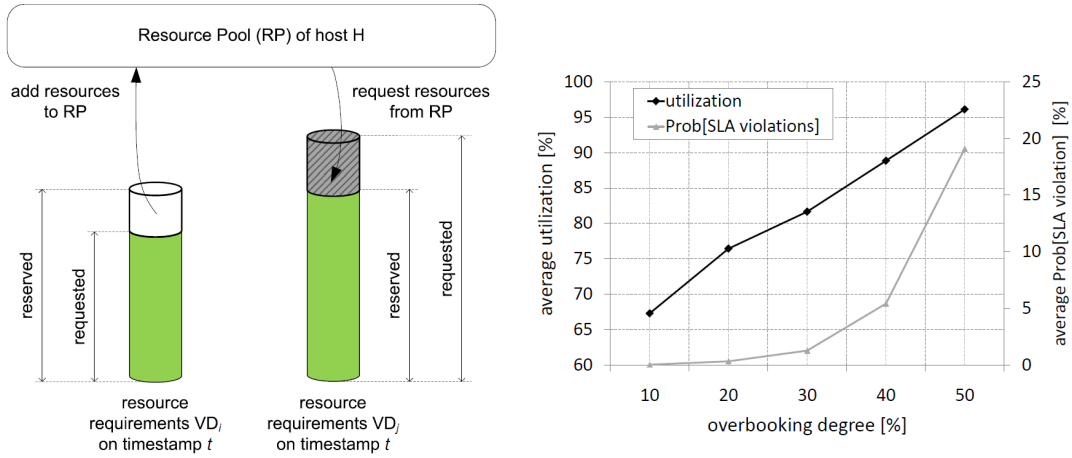 Resource Pool (RP) of host H
add resources
to RP
request resources
from RP
reserved
requested
reserved
requested
resource
requirements VDi
on timestamp t
resource
requirements VDj
on timestamp t
utilization
Prob[SLA violations]
average utilization [%]
100
95
90
85
80
75
70
65
60
average Prob[SLA violation] [%]
25
20
15
10
5
0
10 20 30 40 50
overbooking degree [%]